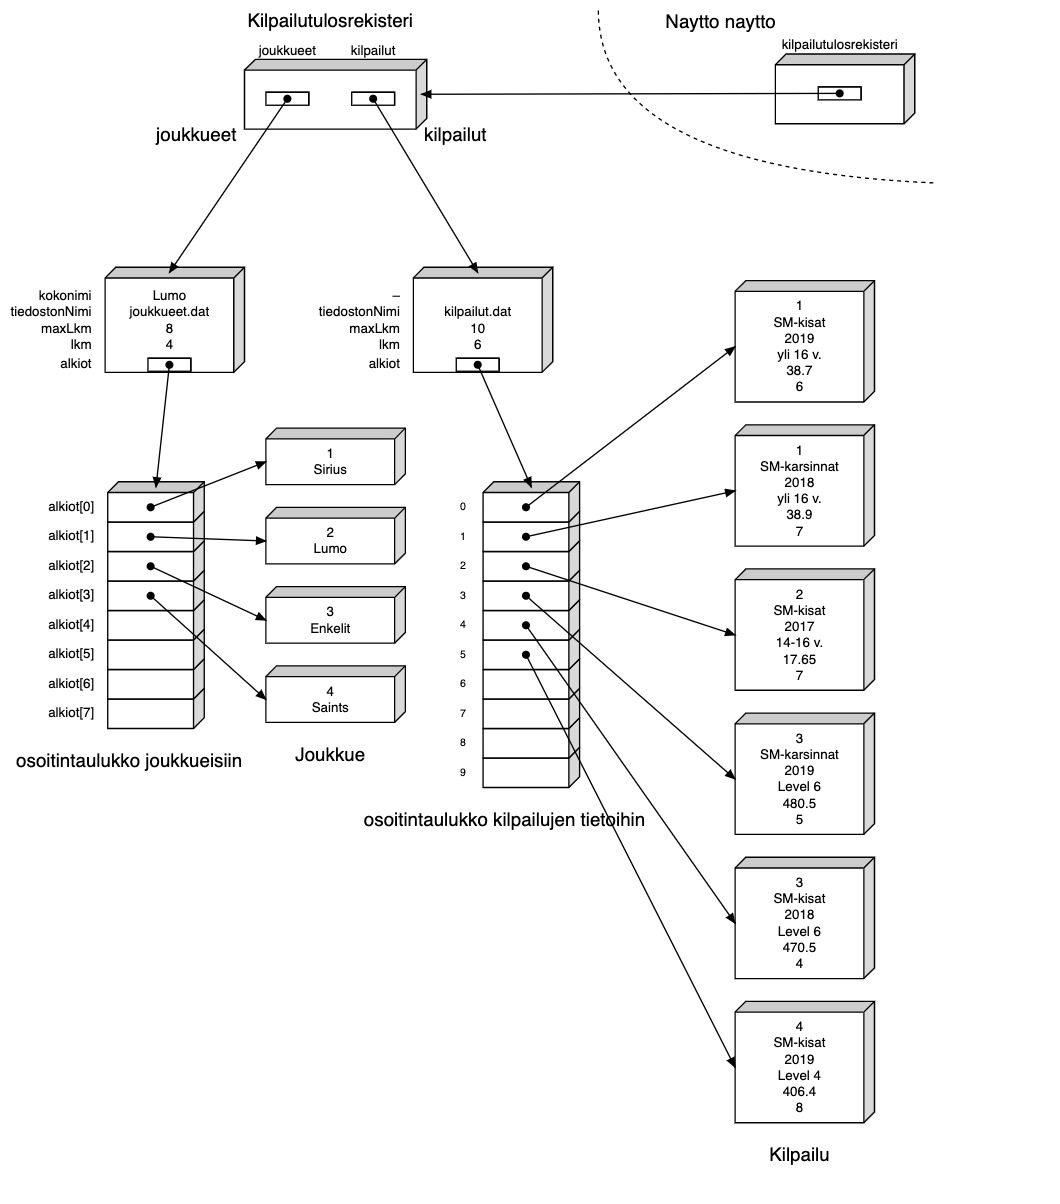 Kilpailutulosrekisteri
Naytto naytto
joukkueet
kilpailut
kilpailutulosrekisteri
joukkueet
kilpailut
kokonimi
tiedostonNimi
maxLkm
lkm
alkiot
Lumo
joukkueet.dat
8
4
–
tiedostonNimi
maxLkm
lkm
alkiot
kilpailut.dat
10
6
alkiot[0]
alkiot[1]
alkiot[2]
alkiot[3]
alkiot[4]
alkiot[5]
alkiot[6]
alkiot[7]
osoitintaulukko joukkueisiin
1
Sirius
2
Lumo
3
Enkelit
4
Saints
Joukkue
0
1
2
3
4
5
6
7
8
9
osoitintaulukko kilpailujen tietoihin
1
SM-kisat
2019
yli 16 v.
38.7
6
1
SM-karsinnat
2018
yli 16 v.
38.9
7
2
SM-kisat
2017
14-16 v.
17.65
7
3
SM-karsinnat
2019
Level 6
480.5
5
3
SM-kisat
2018
Level 6
470.5
4
4
SM-kisat
2019
Level 4
406.4
8
Kilpailu